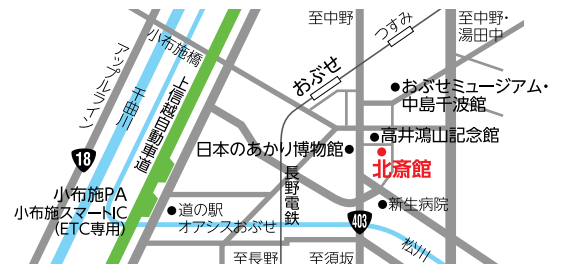 至中野
つすみ
至中野・
湯田中
小布施橋
アップルライン
千曲川
上信越自動車道
おぶせ
おぶせミュージアム・
中島千波館
高井鴻山記念館
日本のあかり博物館
北斎館
18
長野電鉄
小布施PA
小布施スマートIC
(ETC専用)
道の駅
オアシスおぶせ
新生病院
403
松川
至長野
至須坂